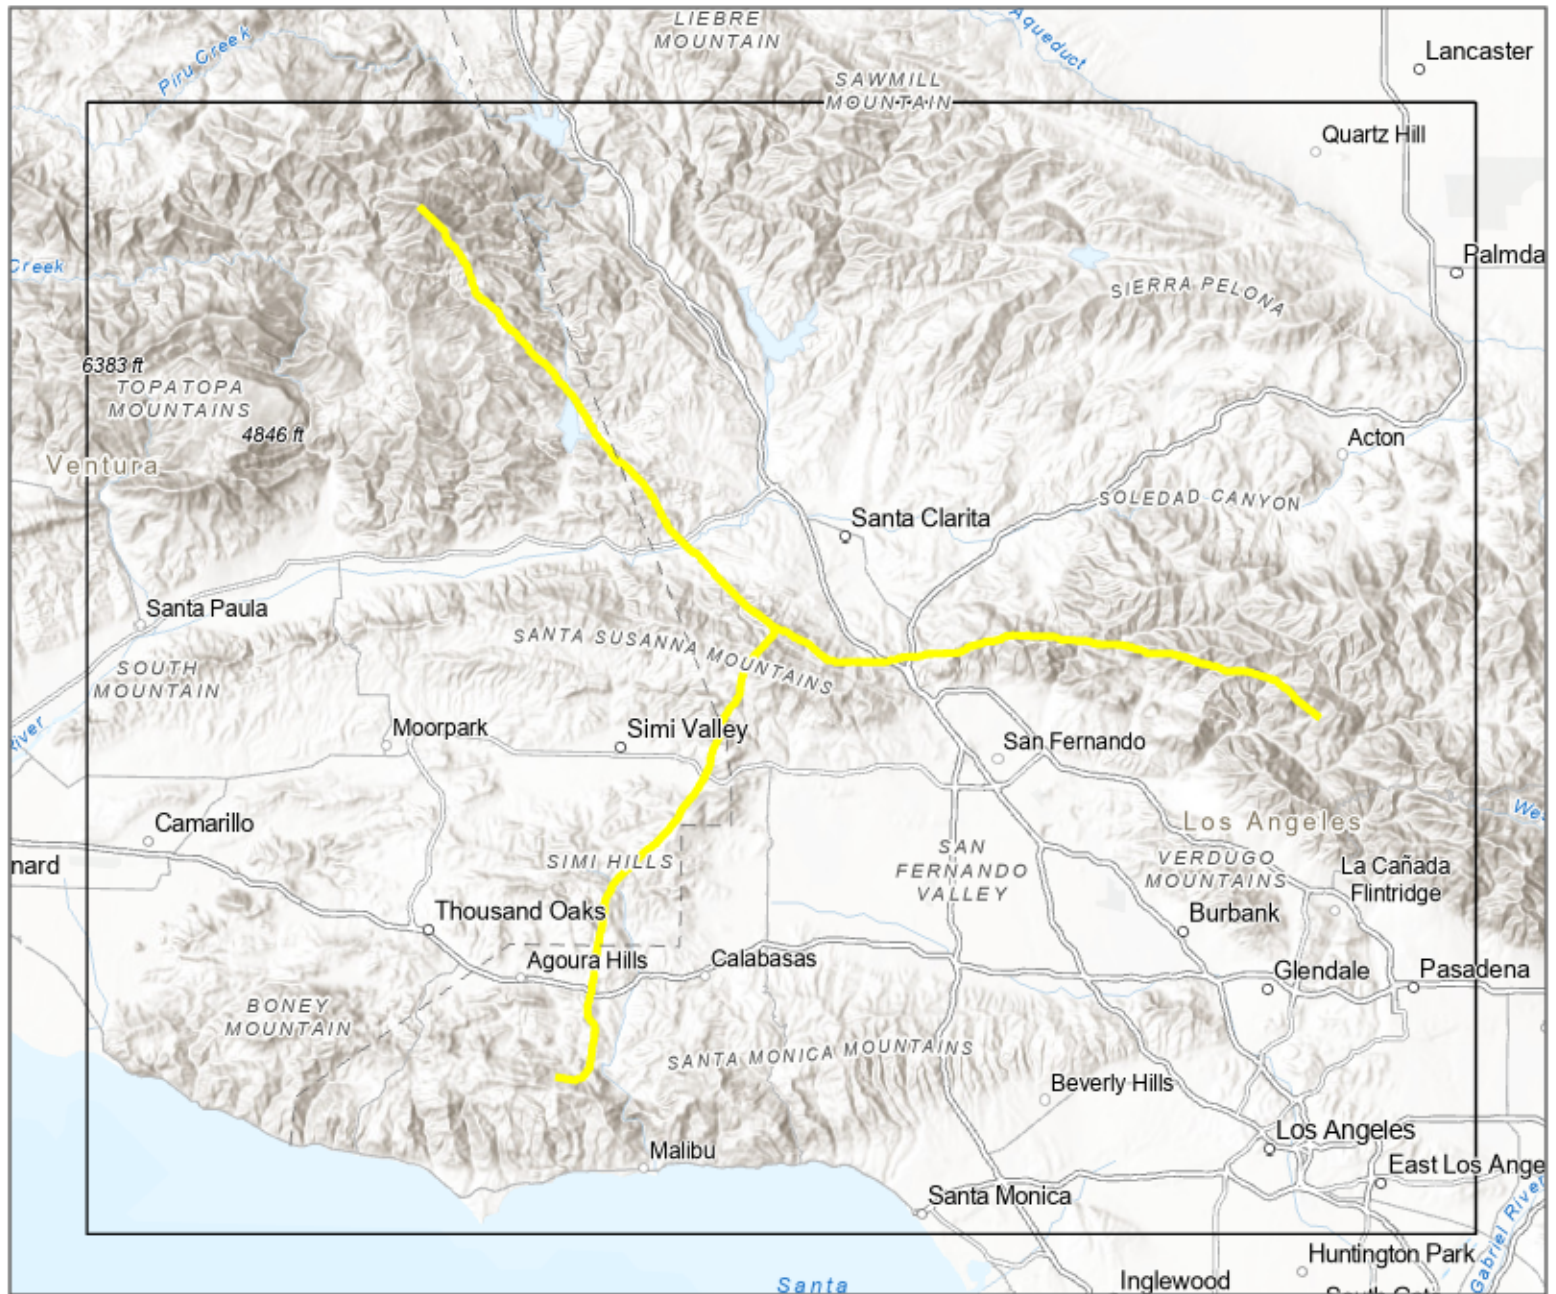 LIEBRE
MOUNTAIN
Aqueduct
Lancaster
Piru Creek
SAWMILL
MOUNTAIN
Quartz Hill
Creek
Palmda
SIERRA PELONA
6383 ft
TOPATOPA
MOUNTAINS
4846 ft
Acton
Ventura
SOLEDAD CANYON
Santa Clarita
Santa Paula
SANTA SUSANNA MOUNTAINS
SOUTH
MOUNTAIN
River
Moorpark
Simi Valley
San Fernando
Camarillo
Los Angeles
nard
SIMI HILLS
SAN
FERNANDO
VALLEY
VERDUGO
MOUNTAINS
La Cañada
Flintridge
Thousand Oaks
Burbank
Agoura Hills
Calabasas
Glendale
Pasadena
BONEY
MOUNTAIN
SANTA MONICA MOUNTAINS
Beverly Hills
Los Angeles
Malibu
East Los Ange
Santa Monica
Gabriel River
Huntington Park
Santa
Inglewood